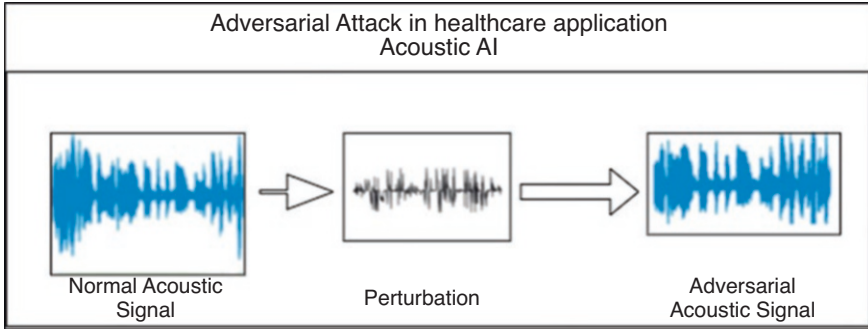 Adversarial Attack in healthcare application
Acoustic AI
Normal Acoustic
Signal
Perturbation
Adversarial
Acoustic Signal